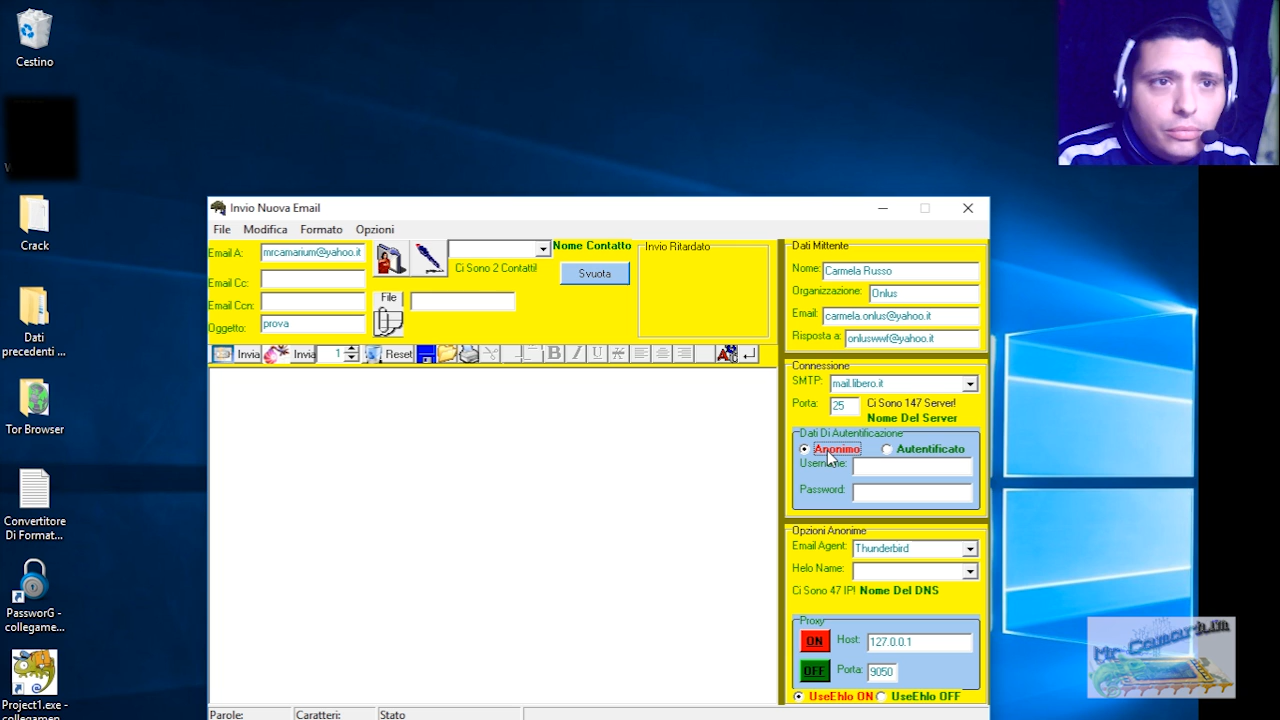 Cestino
Crack
Dati
precedenti ...
Tor Browser
Convertitore
Di Format...
PassworG -
collegame...
Project1.exe -
collegamen
Invio Nuova Email
File Modifica Formato Opzioni
Email A: mrcamarium@yahoo.it
Email Cc:
Email Ccn:
Oggetto: prova
Nome Contatto
Ci Sono 2 Contatti!
Svuota
File
Invio Ritardato
Invia Invia 1 Reset B I U
Dati Mittente
Nome: Carmela Russo
Organizzazione: Onlus
Email: carmela.onlus@yahoo.it
Risposta a: onluswwf@yahoo.it
Connessione
SMTP: mail.libero.it
Porta: 25 Ci Sono 147 Server!
Nome Del Server
Dati Di Autentificazione
Anonimo Autentificato
Username:
Password:
Opzioni Anonime
Email Agent: Thunderbird
Helo Name:
Ci Sono 47 IP! Nome Del DNS
Proxy
ON Host: 127.0.0.1
OFF Porta: 9050
UseEhlo ON UseEhlo OFF
Parole: Caratteri: Stato
Mr Camarium